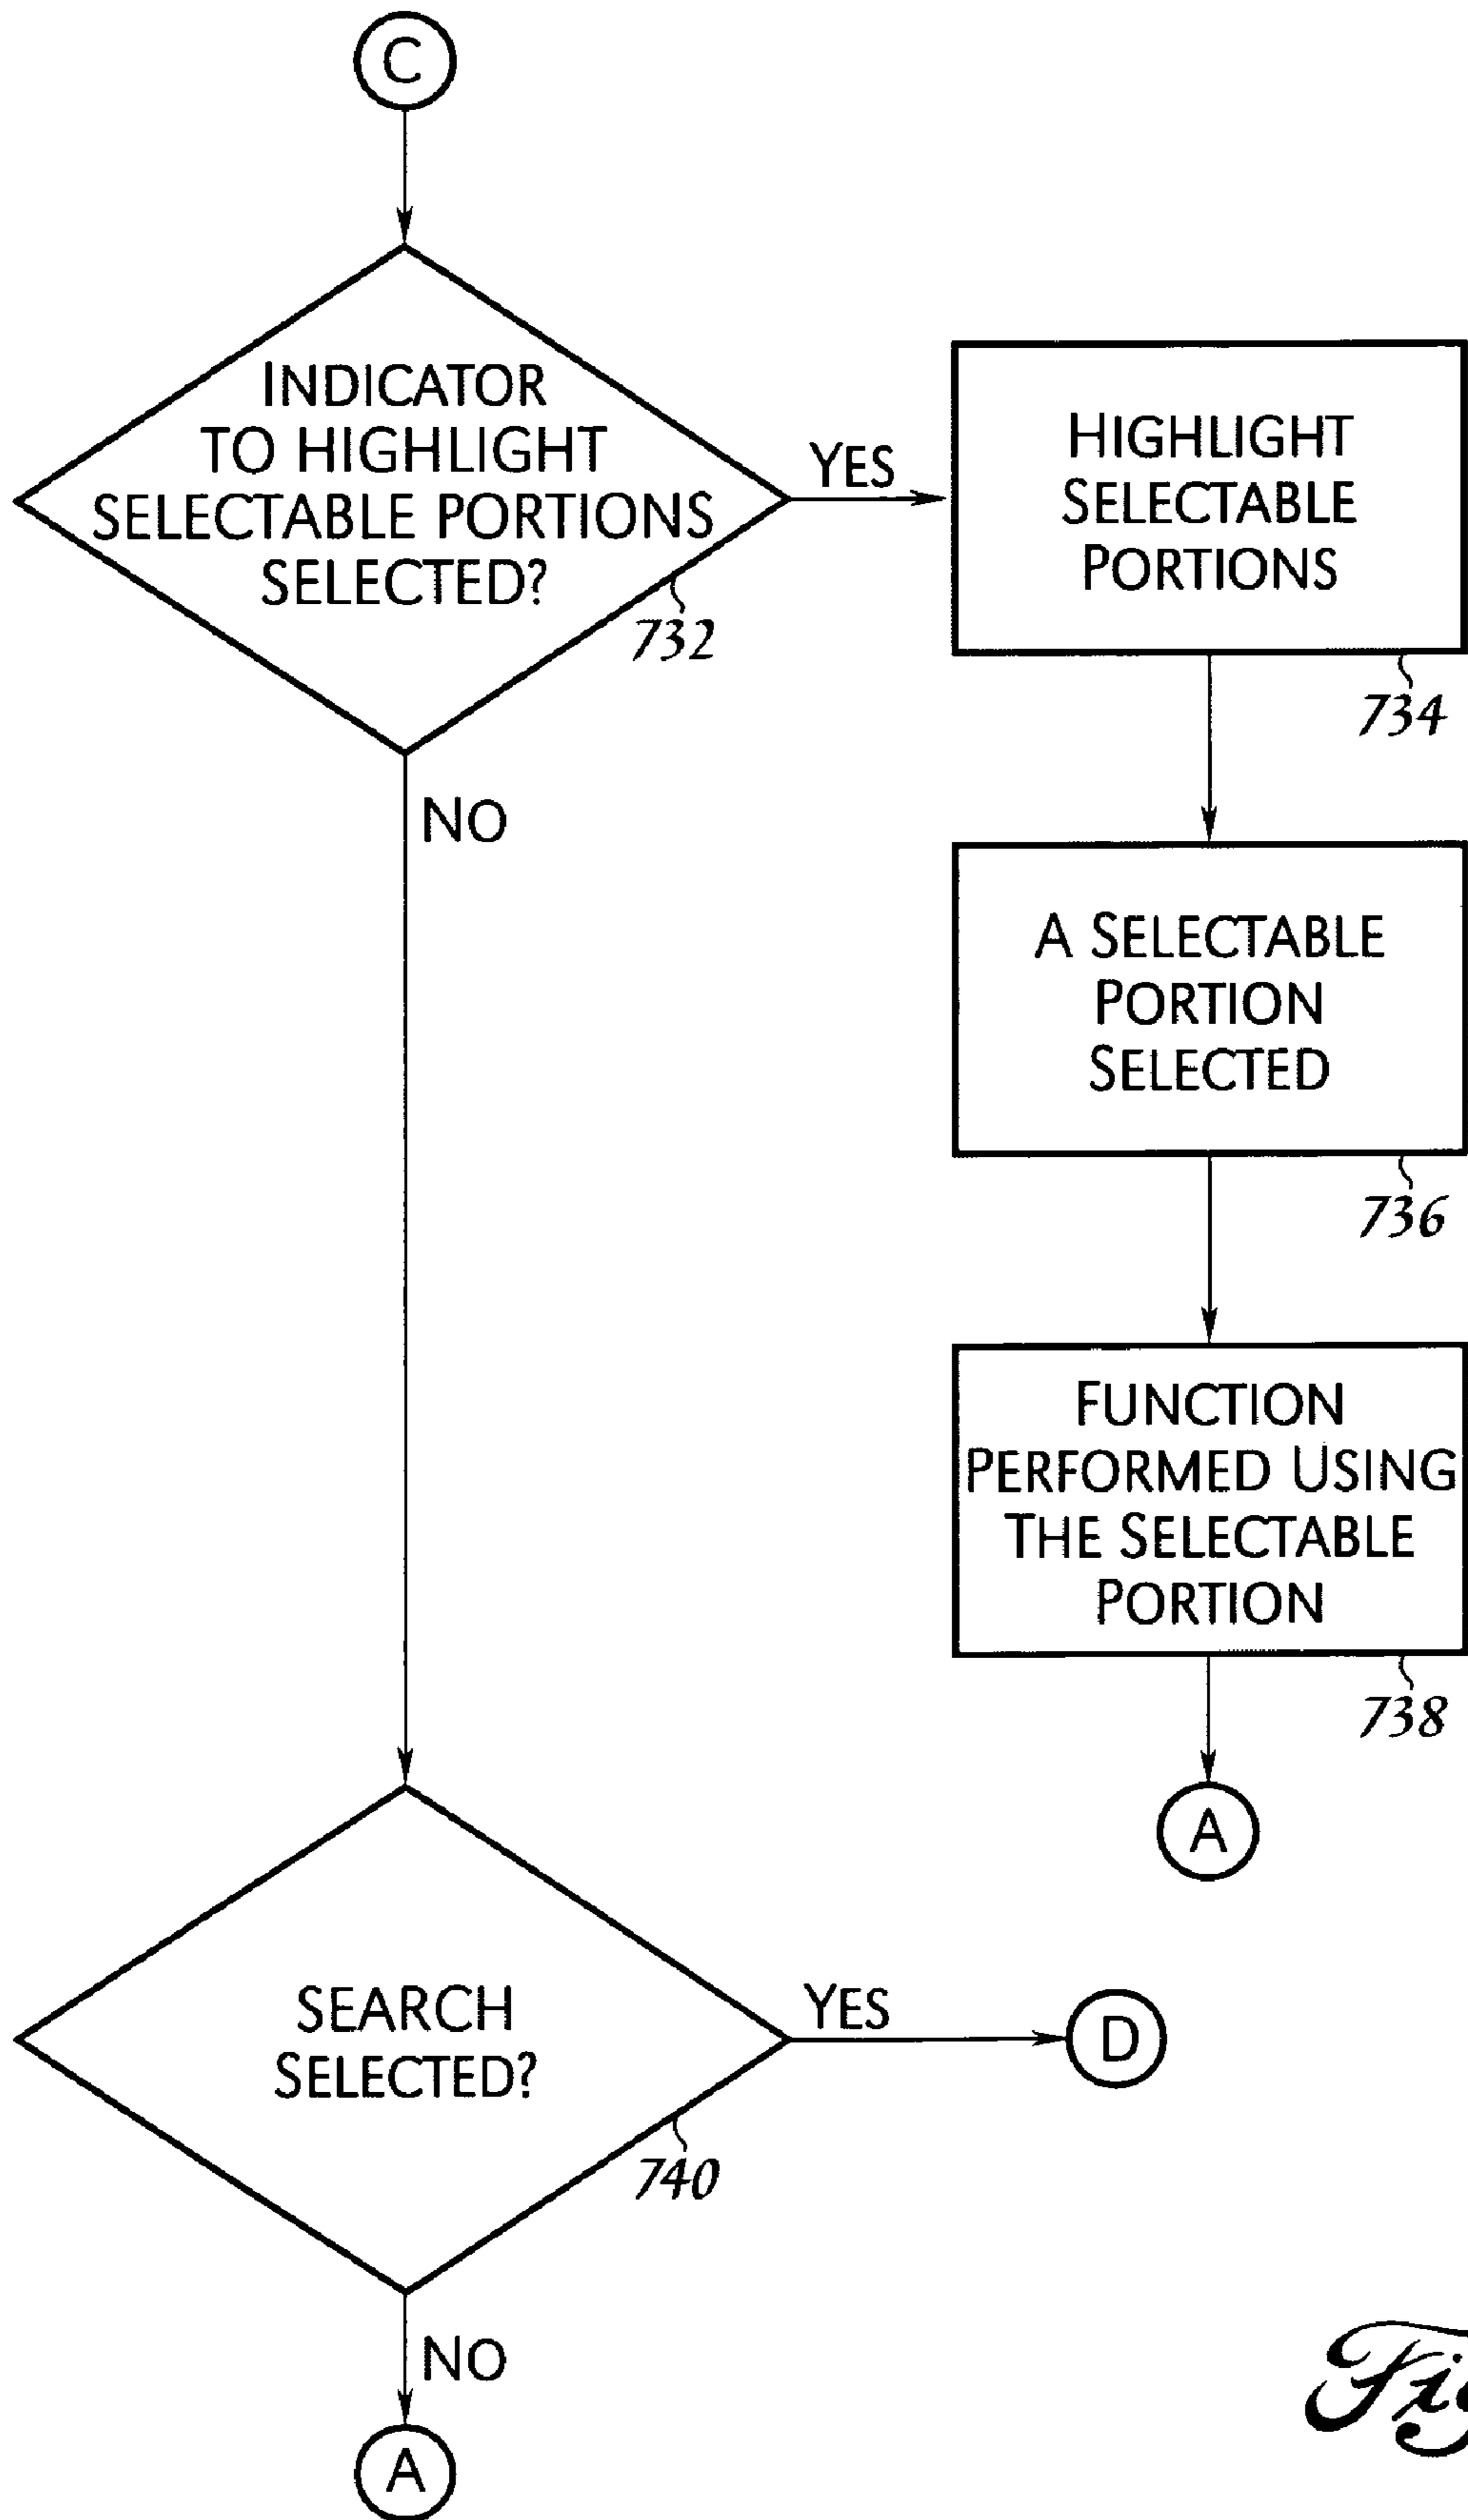 C
INDICATOR
TO HIGHLIGHT
SELECTABLE PORTIONS
SELECTED?
732
YES
HIGHLIGHT
SELECTABLE
PORTIONS
734
NO
A SELECTABLE
PORTION
SELECTED
736
FUNCTION
PERFORMED USING
THE SELECTABLE
PORTION
738
A
SEARCH
SELECTED?
740
YES
D
NO
A